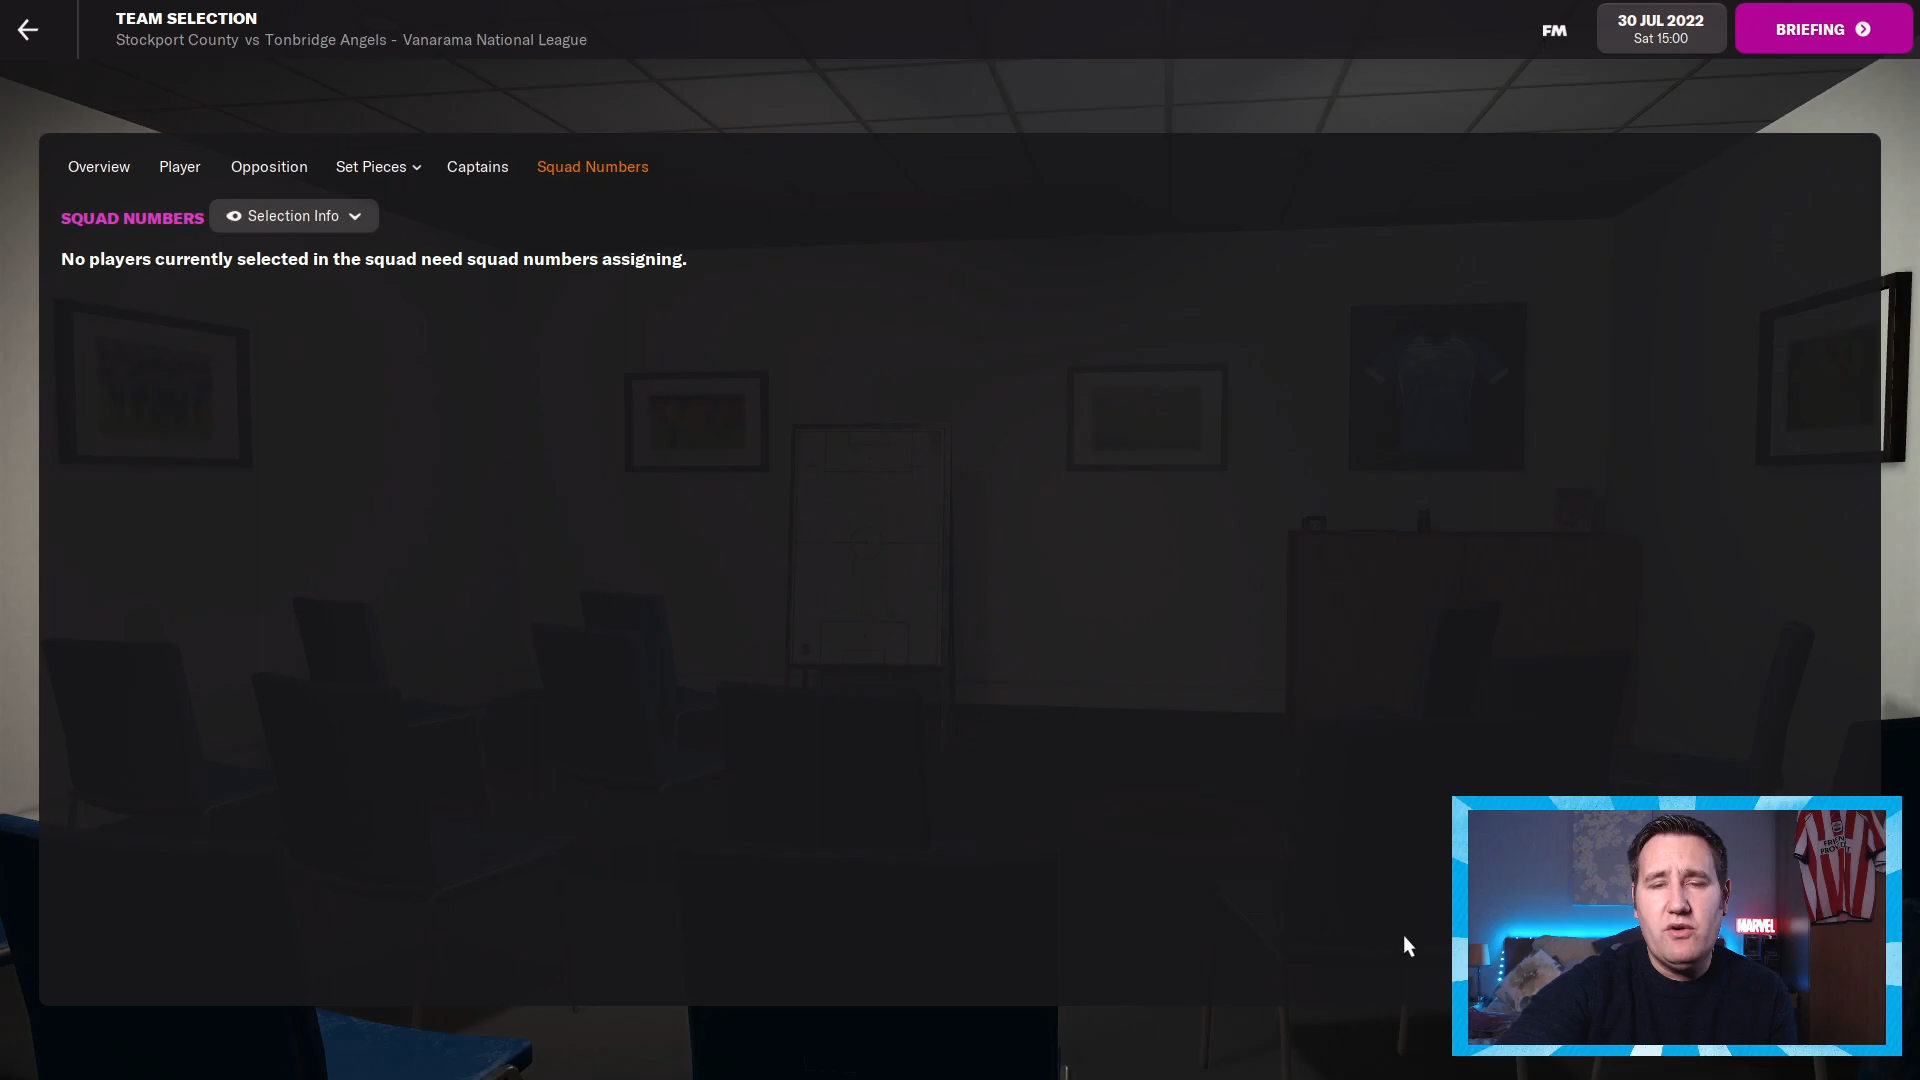 TEAM SELECTION
Stockport County vs Tonbridge Angels - Vanarama National League
FM
30 JUL 2022
Sat 15:00
BRIEFING
Overview
Player
Opposition
Set Pieces
Captains
Squad Numbers
SQUAD NUMBERS
Selection Info
No players currently selected in the squad need squad numbers assigning.
MARVEL